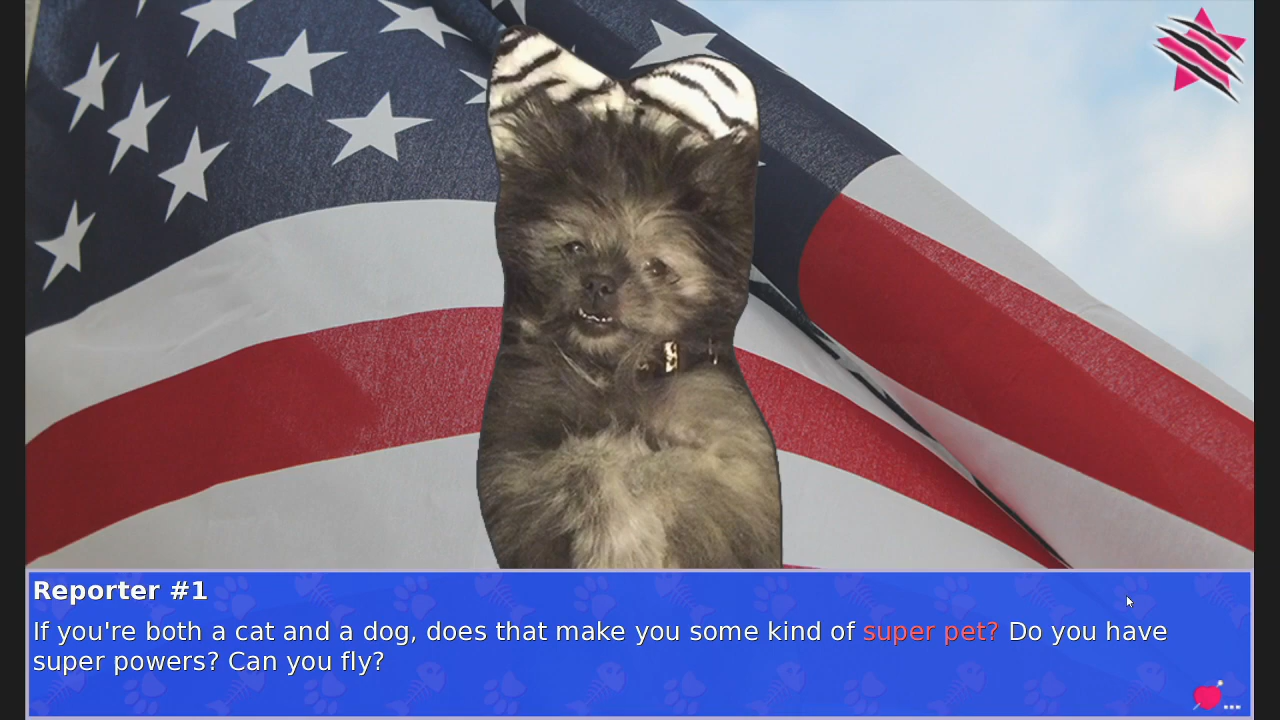 Reporter #1
If you're both a cat and a dog, does that make you some kind of super pet? Do you have
super powers? Can you fly?
...